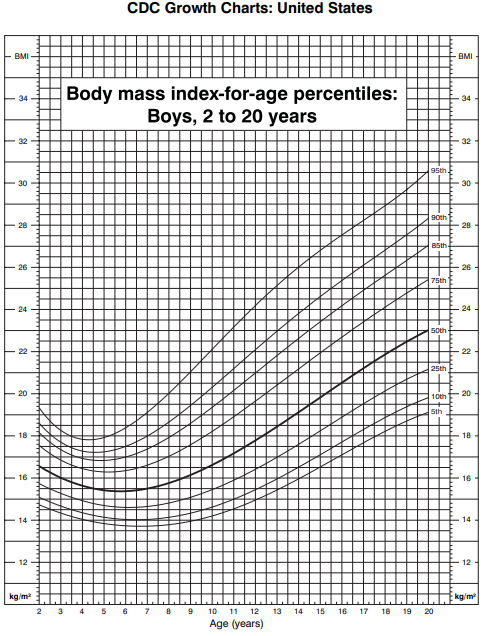 CDC Growth Charts: United States
BMI BMI
Body mass index-for-age percentiles:
Boys, 2 to 20 years
34 34
32 32
95th
30 30
90th
28 28
85th
26 26
75th
24 24
50th
22 22
25th
20 20
10th
5th
18 18
16 16
14 14
12 12
kg/m² kg/m²
2 3 4 5 6 7 8 9 10 11 12 13 14 15 16 17 18 19 20
Age (years)